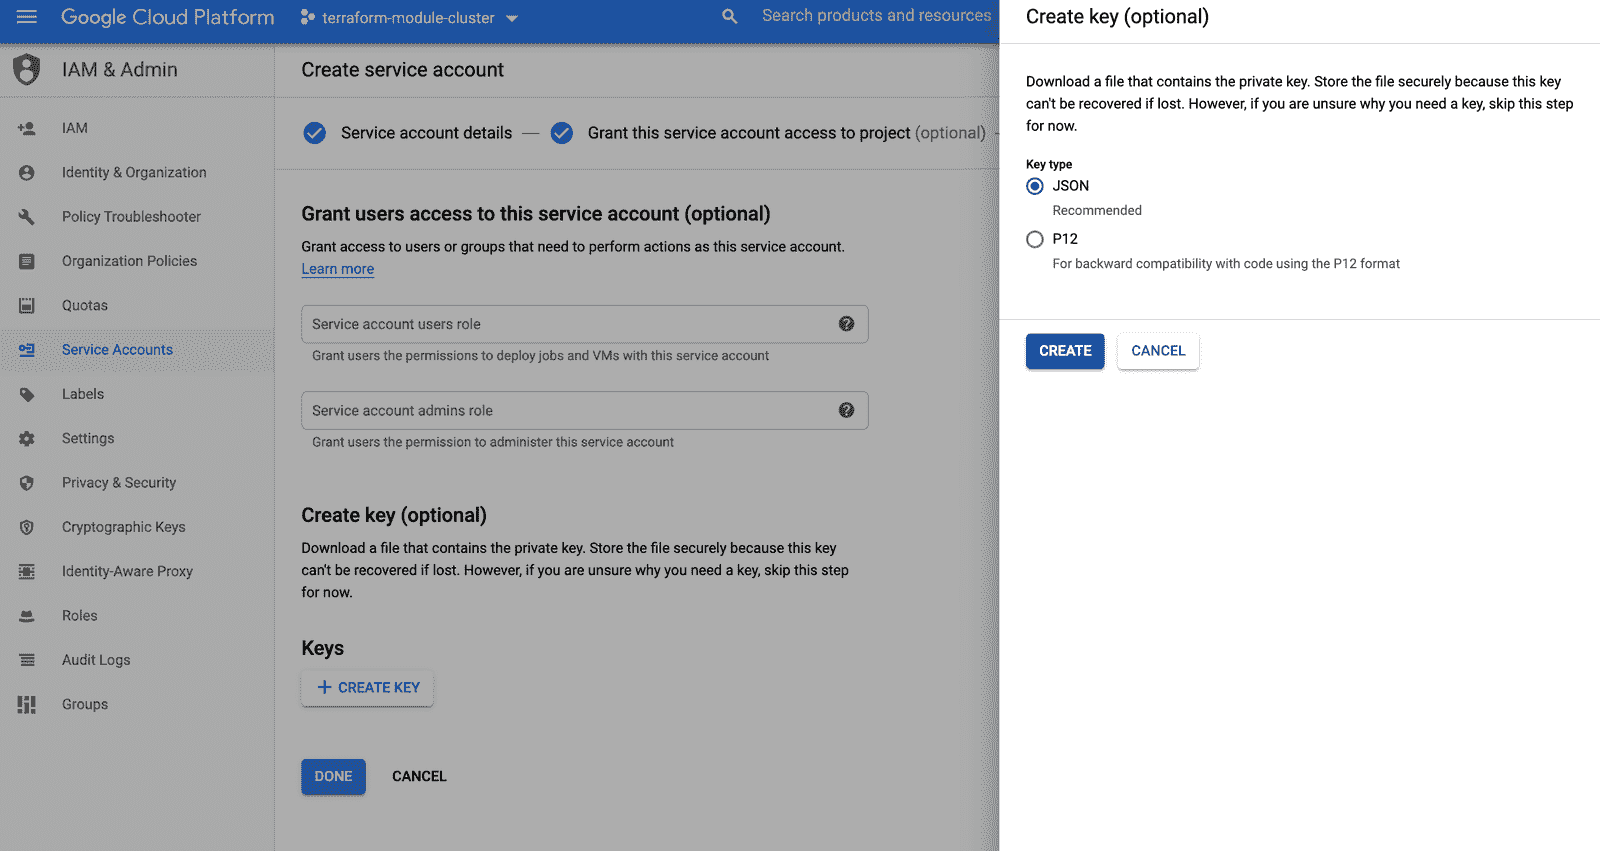 Google Cloud Platform
terraform-module-cluster
Search products and resources
IAM & Admin
IAM
Identity & Organization
Policy Troubleshooter
Organization Policies
Quotas
Service Accounts
Labels
Settings
Privacy & Security
Cryptographic Keys
Identity-Aware Proxy
Roles
Audit Logs
Groups
Create service account
Service account details — Grant this service account access to project (optional) -
Grant users access to this service account (optional)
Grant access to users or groups that need to perform actions as this service account.
Learn more
Service account users role
Grant users the permissions to deploy jobs and VMs with this service account
Service account admins role
Grant users the permission to administer this service account
Create key (optional)
Download a file that contains the private key. Store the file securely because this key
can't be recovered if lost. However, if you are unsure why you need a key, skip this step
for now.
Keys
+ CREATE KEY
DONE CANCEL
Create key (optional)
Download a file that contains the private key. Store the file securely because this key
can't be recovered if lost. However, if you are unsure why you need a key, skip this step
for now.
Key type
JSON
Recommended
P12
For backward compatibility with code using the P12 format
CREATE CANCEL